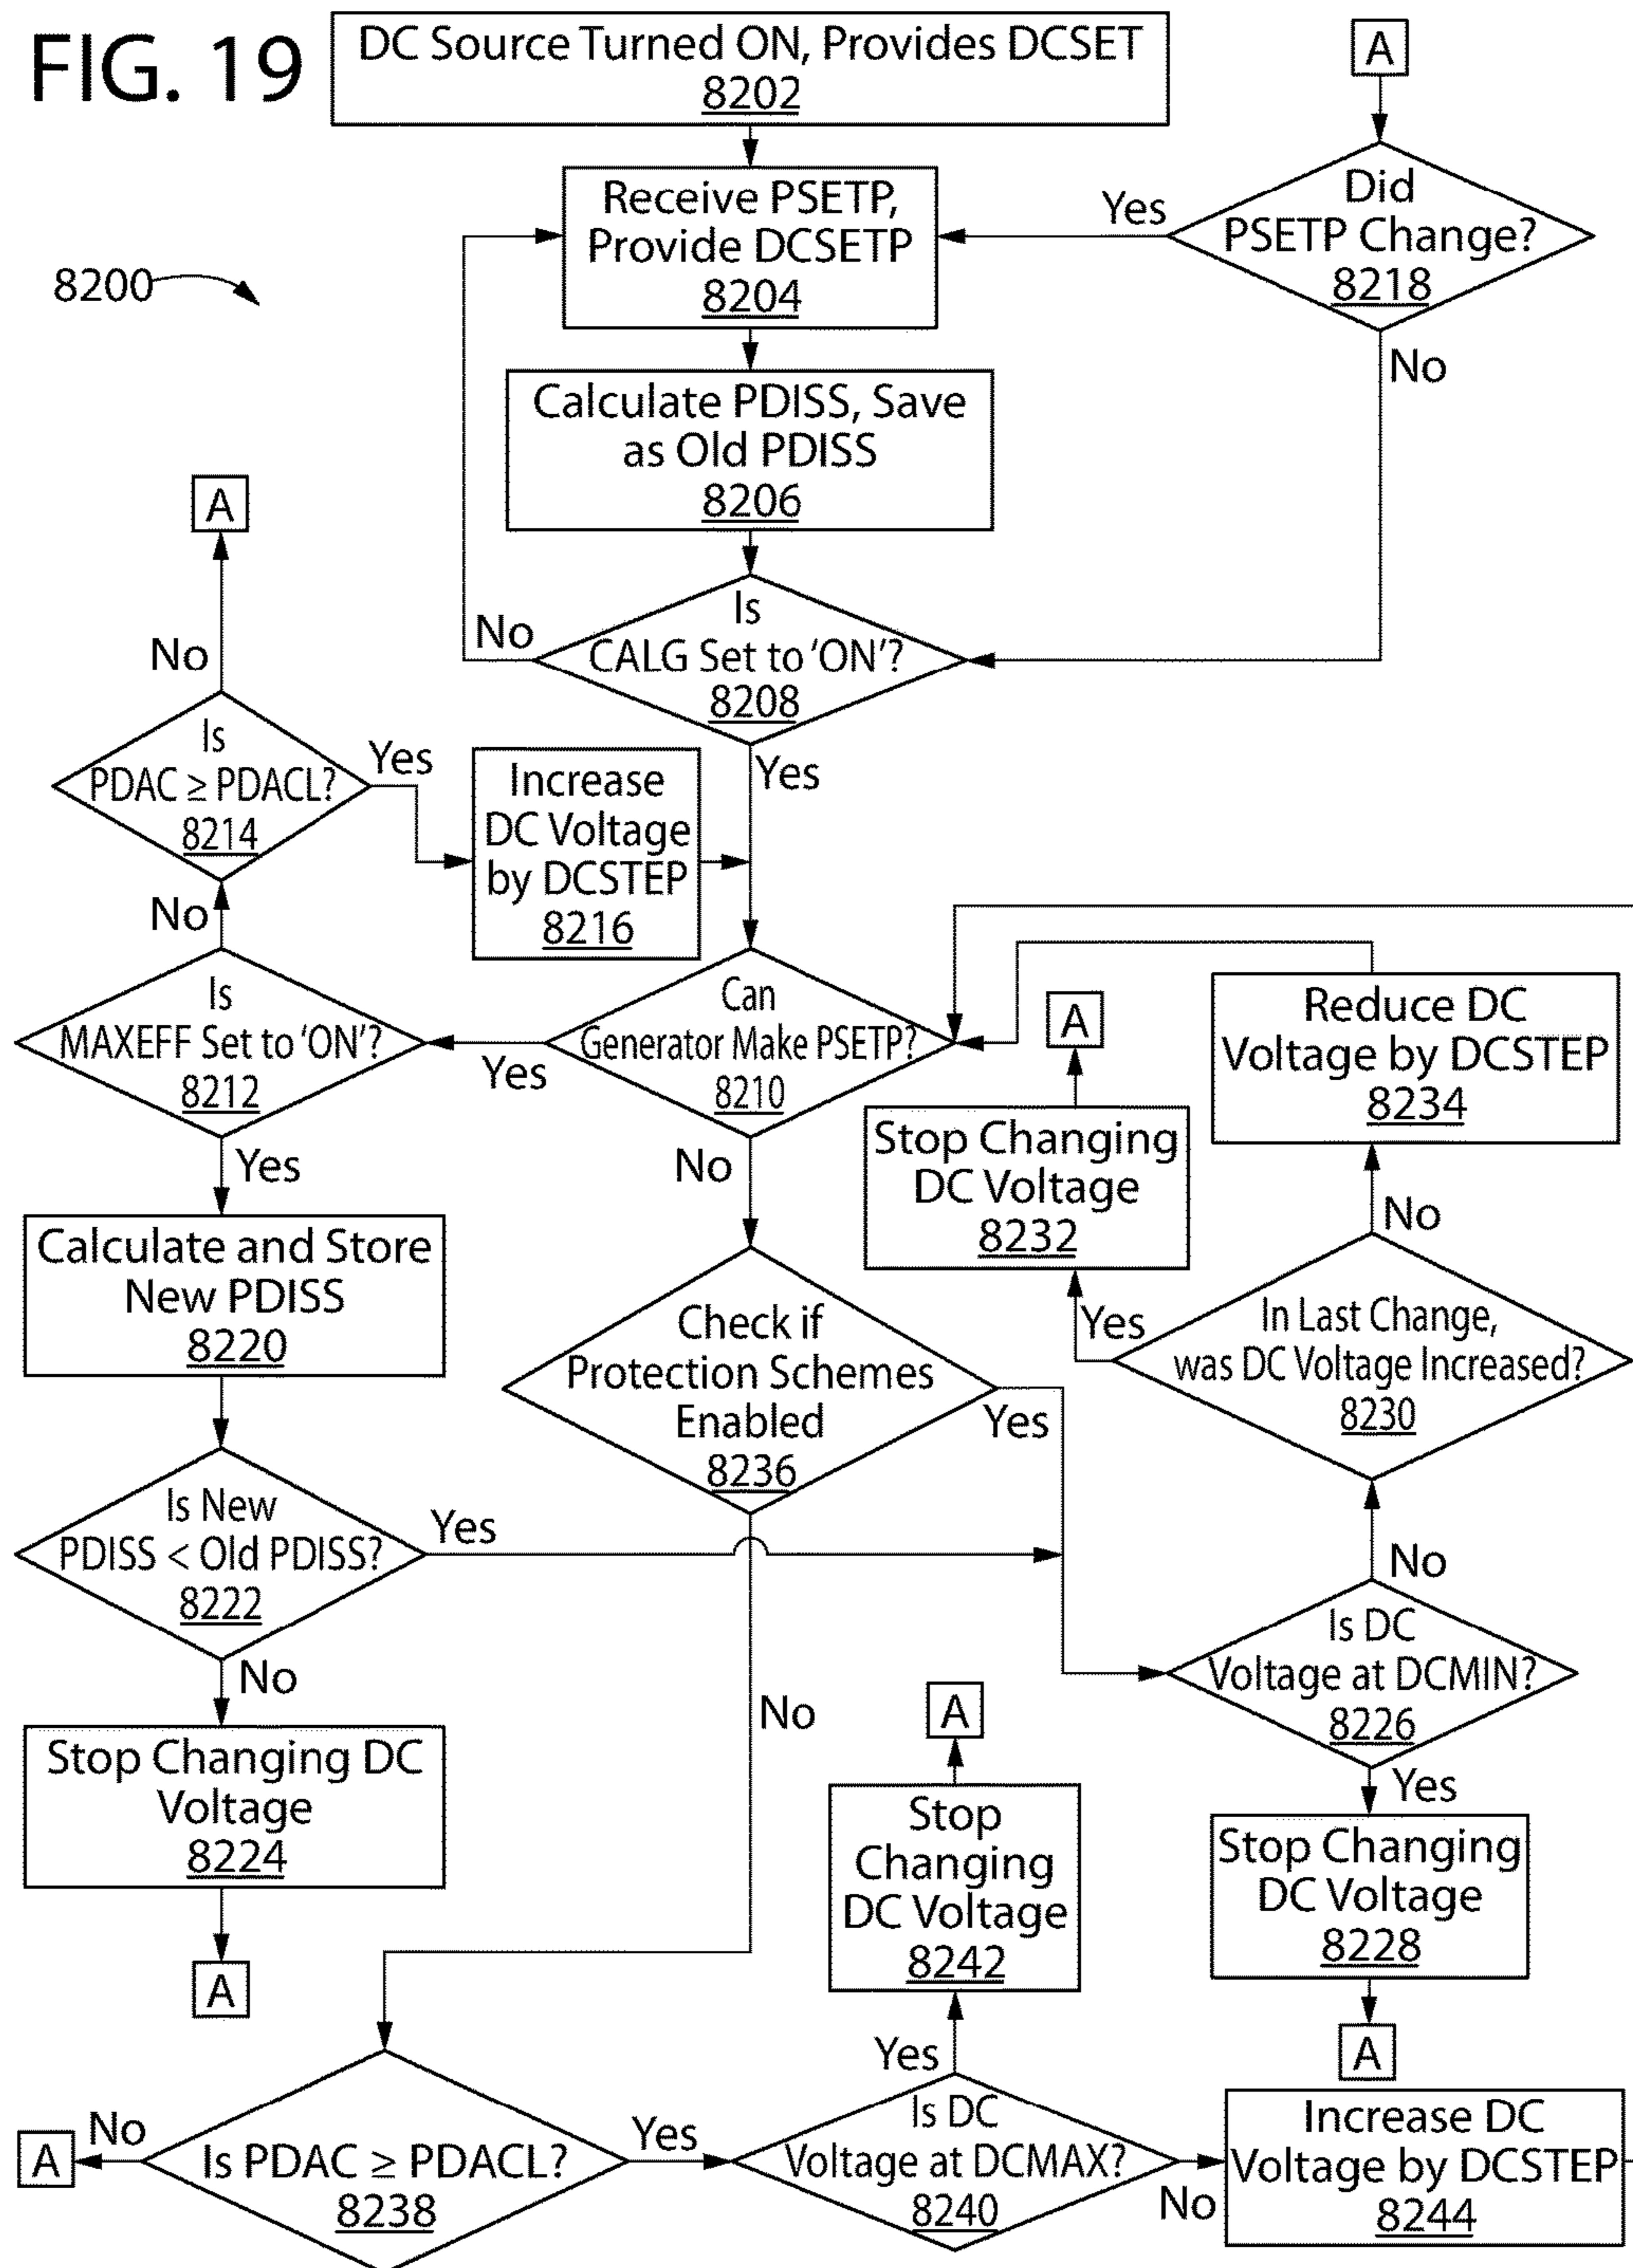 FIG. 19
DC Source Turned ON, Provides DCSET
8202
A
Receive PSETP,
Provide DCSETP
8204
Yes
Did
PSETP Change?
8218
No
8200
Calculate PDISS, Save
as Old PDISS
8206
A
No
Is
CALG Set to 'ON'?
8208
No
Yes
Is
PDAC ≥ PDACL?
8214
Yes
Increase
DC Voltage
by DCSTEP
8216
No
Is
MAXEFF Set to 'ON'?
8212
Yes
Can
Generator Make PSETP?
8210
A
Reduce DC
Voltage by DCSTEP
8234
Yes
No
Stop Changing
DC Voltage
8232
No
Calculate and Store
New PDISS
8220
Check if
Protection Schemes
Enabled
8236
Yes
Yes
In Last Change,
was DC Voltage Increased?
8230
Is New
PDISS < Old PDISS?
8222
Yes
No
Is DC
Voltage at DCMIN?
8226
No
No
A
Yes
Stop Changing DC
Voltage
8224
Stop
Changing
DC Voltage
8242
Stop Changing
DC Voltage
8228
A
Yes
A
A
No
Is PDAC ≥ PDACL?
8238
Yes
Is DC
Voltage at DCMAX?
8240
No
Increase DC
Voltage by DCSTEP
8244